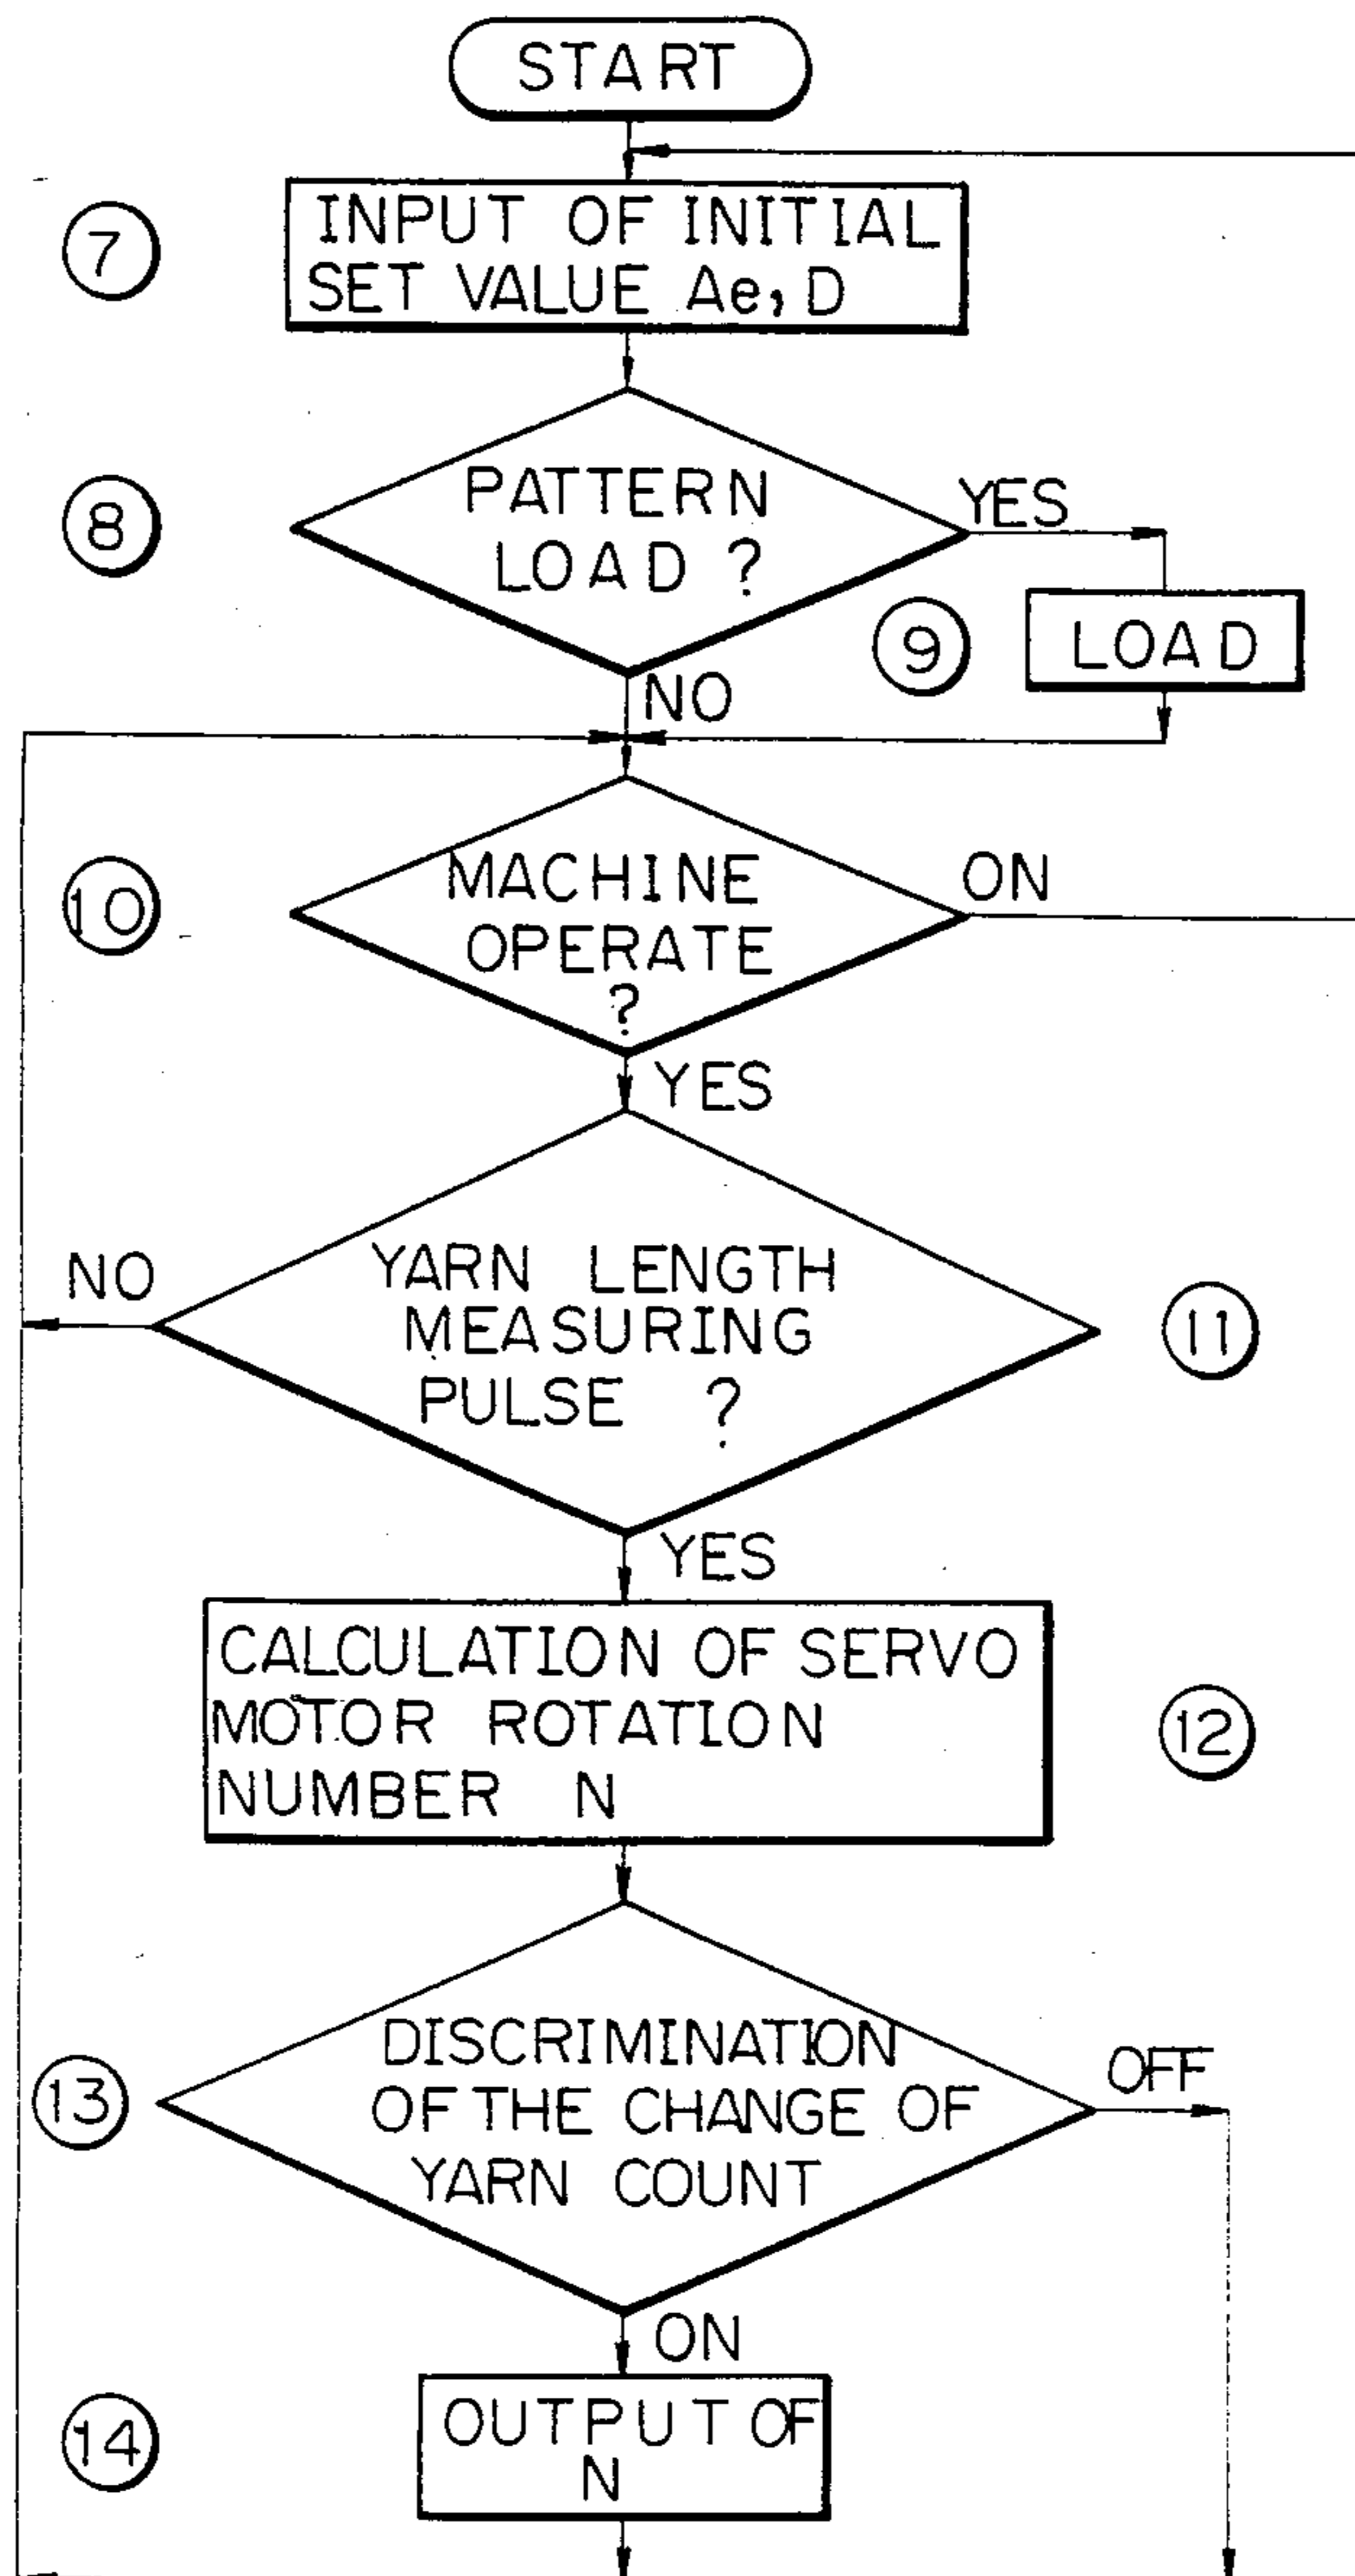 START
7
INPUT OF INITIAL
SET VALUE Ae, D
8
PATTERN
LOAD ?
YES
9
LOAD
NO
10
MACHINE
OPERATE
?
ON
YES
NO
YARN LENGTH
MEASURING
PULSE ?
11
YES
CALCULATION OF SERVO
MOTOR ROTATION
NUMBER N
12
13
DISCRIMINATION
OF THE CHANGE OF
YARN COUNT
OFF
ON
14
OUTPUT OF
N